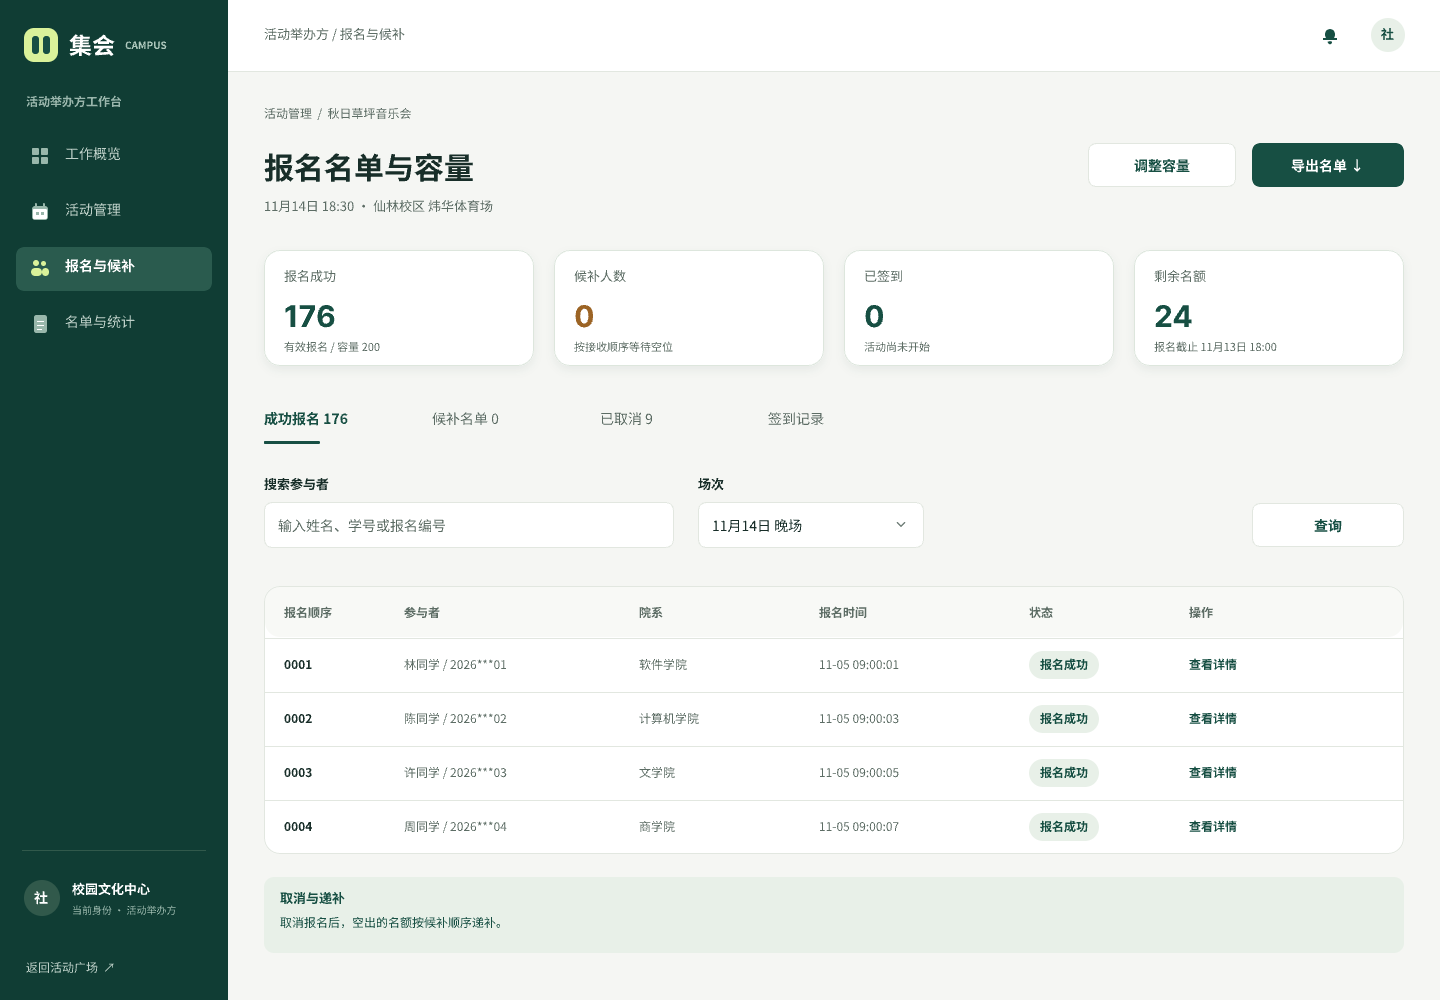 集会 CAMPUS
活动举办方工作台
工作概览
活动管理
报名与候补
名单与统计
社
校园文化中心
当前身份 · 活动举办方
返回活动广场 ↗
活动举办方 / 报名与候补
社
活动管理 / 秋日草坪音乐会
报名名单与容量
调整容量
导出名单 ↓
11月14日 18:30 · 仙林校区 炜华体育场
报名成功
176
有效报名 / 容量 200
候补人数
0
按接收顺序等待空位
已签到
0
活动尚未开始
剩余名额
24
报名截止 11月13日 18:00
成功报名 176 候补名单 0 已取消 9 签到记录
搜索参与者
输入姓名、学号或报名编号
场次
11月14日 晚场
查询
报名顺序 参与者 院系 报名时间 状态 操作
0001 林同学 / 2026***01 软件学院 11-05 09:00:01 报名成功 查看详情
0002 陈同学 / 2026***02 计算机学院 11-05 09:00:03 报名成功 查看详情
0003 许同学 / 2026***03 文学院 11-05 09:00:05 报名成功 查看详情
0004 周同学 / 2026***04 商学院 11-05 09:00:07 报名成功 查看详情
取消与递补
取消报名后，空出的名额按候补顺序递补。